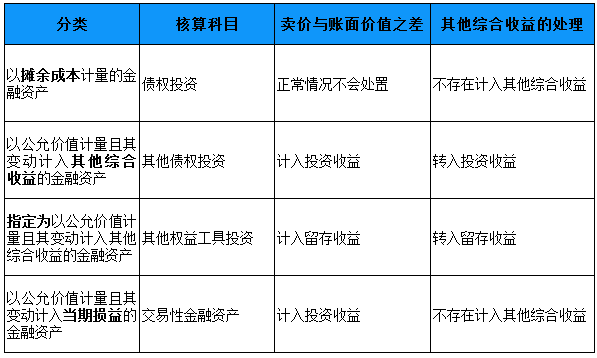 分类 核算科目 卖价与账面价值之差 其他综合收益的处理
以摊余成本计量的金
融资产
债权投资
正常情况不会处置
不存在计入其他综合收益
以公允价值计量且其
变动计入其他综合
收益的金融资产
其他债权投资
计入投资收益
转入投资收益
指定为以公允价值计
量且其变动计入其他
综合收益的金融资产
其他权益工具投资
计入留存收益
转入留存收益
以公允价值计量且其
变动计入当期损益的
金融资产
交易性金融资产
计入投资收益
不存在计入其他综合收益